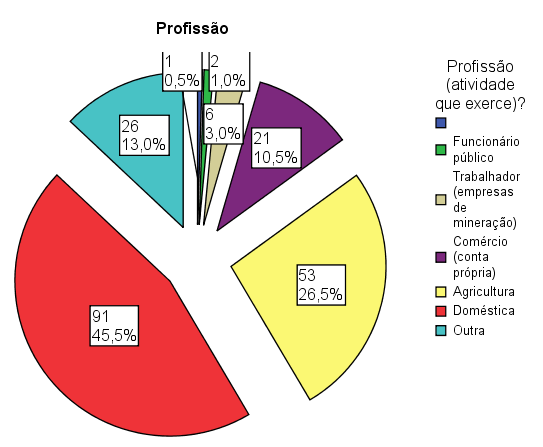 Profissão
1
0,5%
2
1,0%
6
3,0%
21
10,5%
26
13,0%
53
26,5%
91
45,5%
Profissão
(atividade
que exerce)?
Funcionário
público
Trabalhador
(empresas
de
mineração)
Comércio
(conta
própria)
Agricultura
Doméstica
Outra